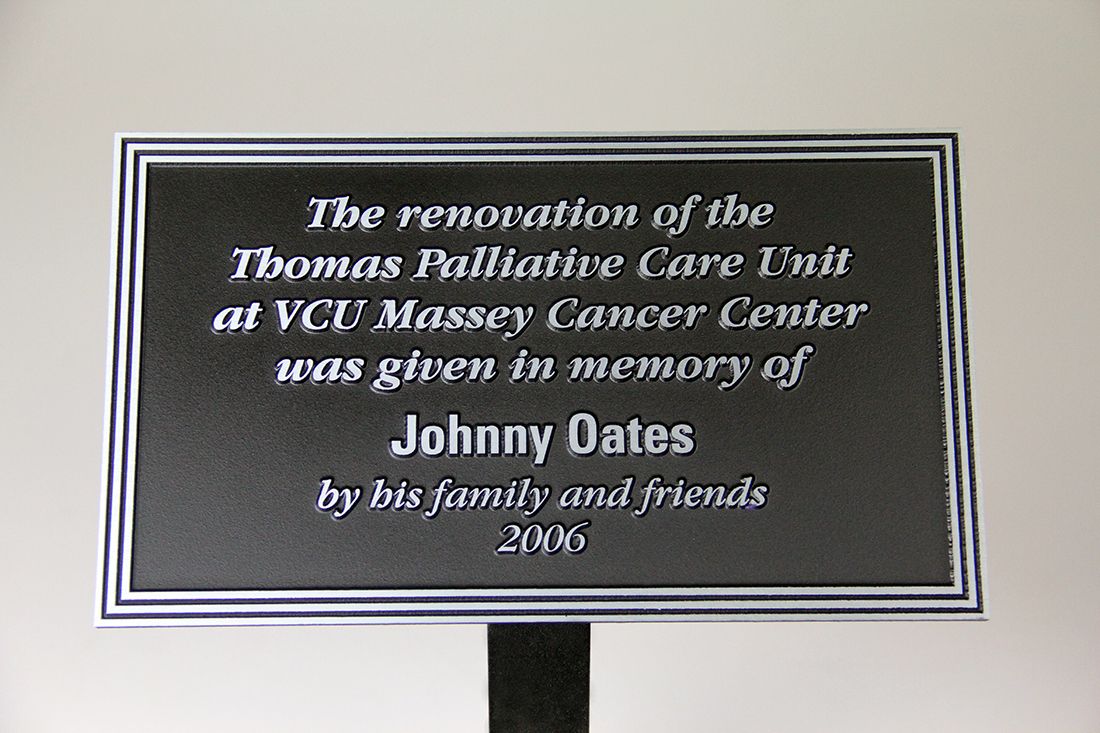 The renovation of the
Thomas Palliative Care Unit
at VCU Massey Cancer Center
was given in memory of
Johnny Oates
by his family and friends
2006